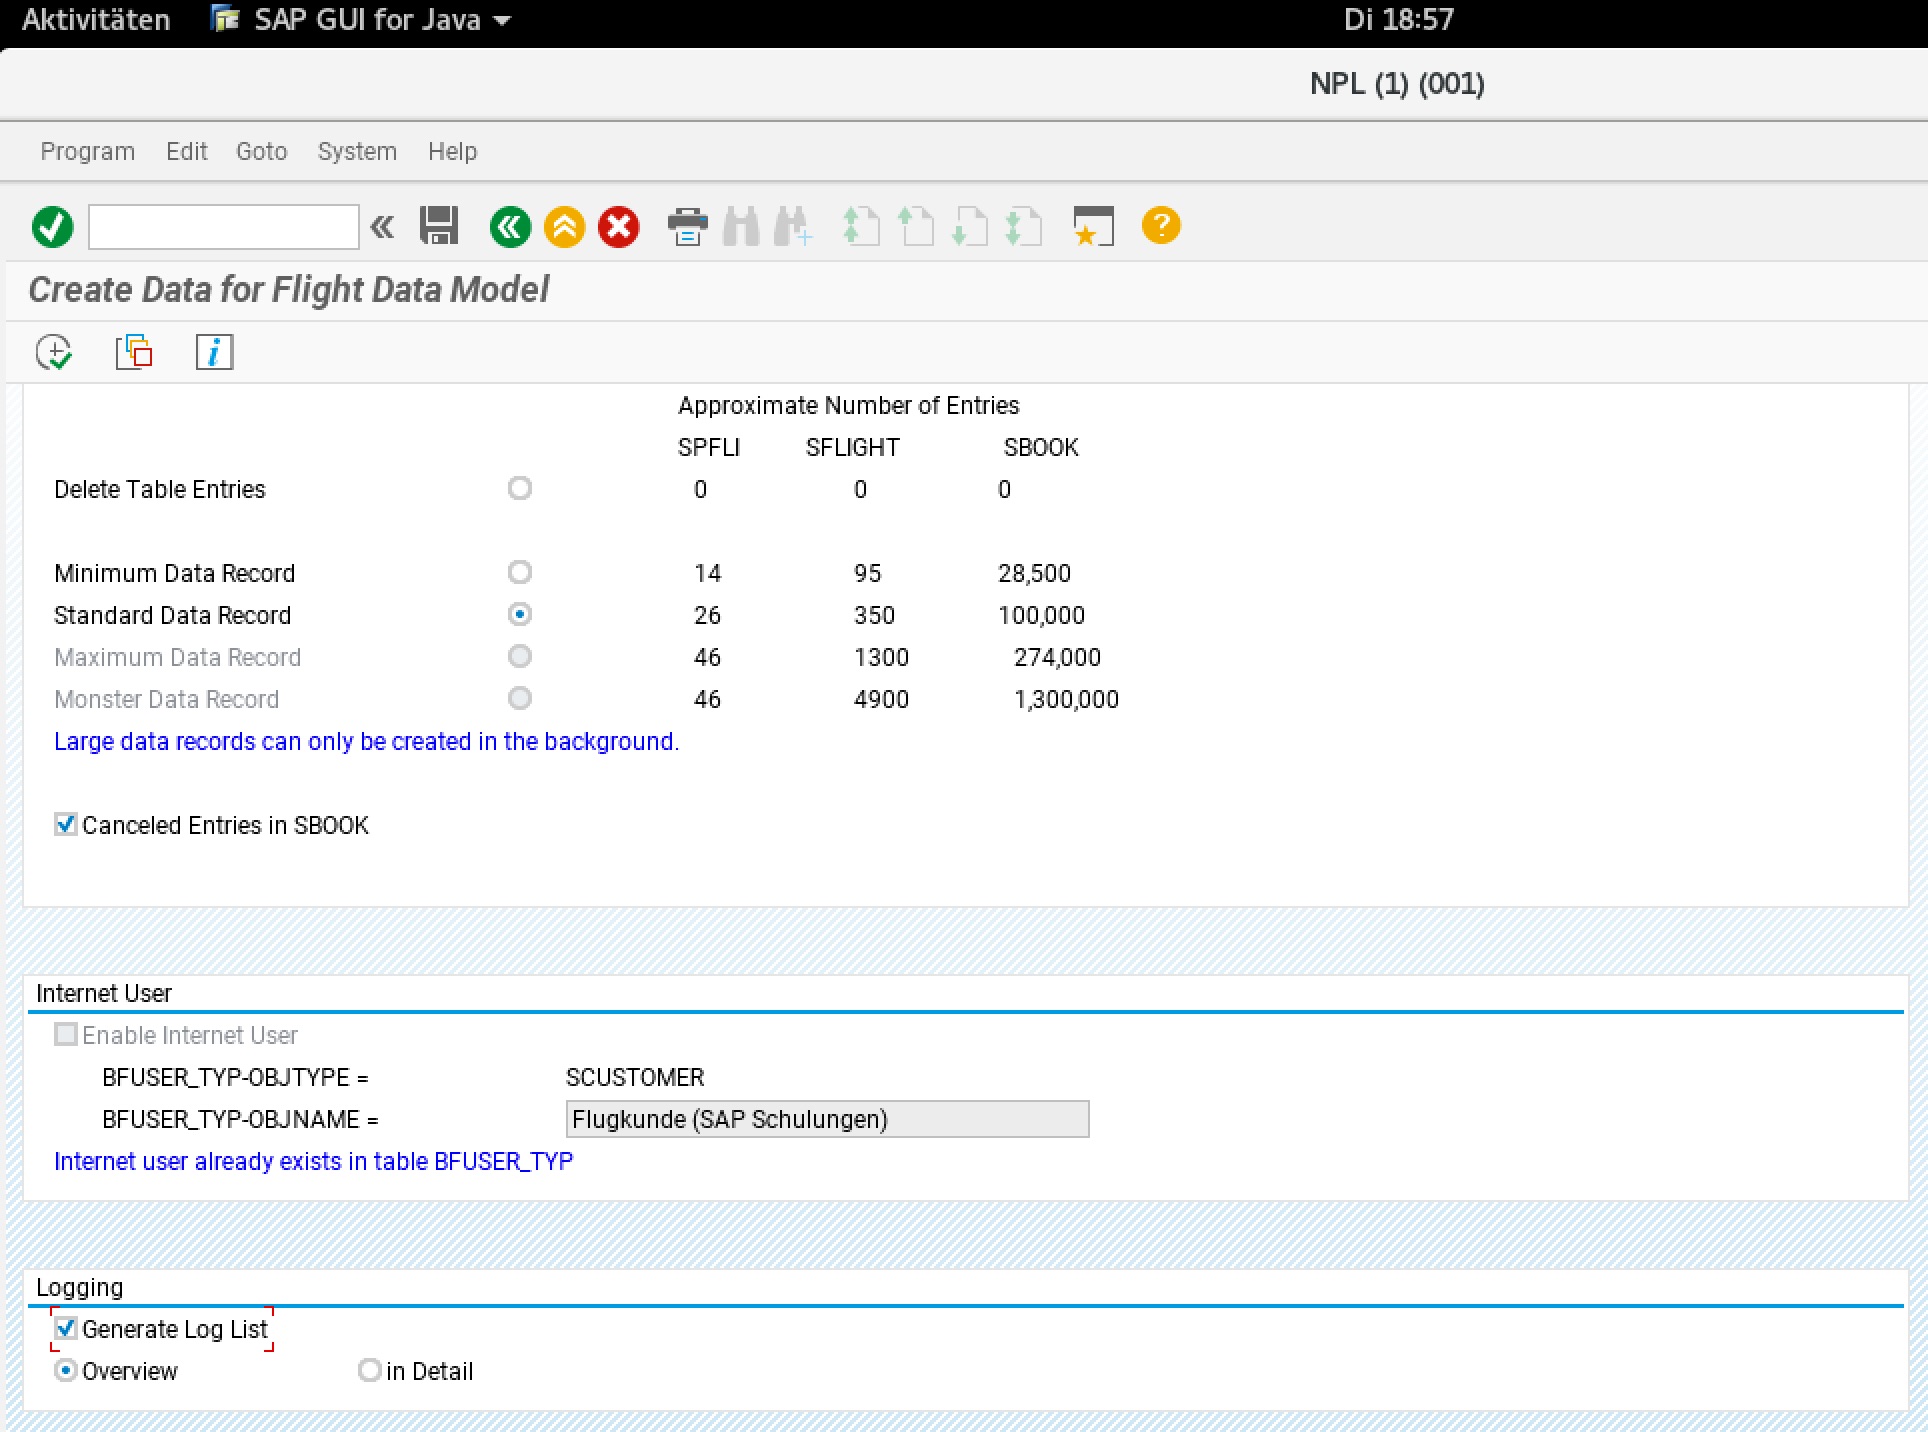 Aktivitäten SAP GUI for Java Di 18:57
NPL (1) (001)
Program Edit Goto System Help
Create Data for Flight Data Model
Approximate Number of Entries
SPFLI SFLIGHT SBOOK
Delete Table Entries 0 0 0
Minimum Data Record 14 95 28,500
Standard Data Record 26 350 100,000
Maximum Data Record 46 1300 274,000
Monster Data Record 46 4900 1,300,000
Large data records can only be created in the background.
Canceled Entries in SBOOK
Internet User
Enable Internet User
BFUSER_TYP-OBJTYPE = SCUSTOMER
BFUSER_TYP-OBJNAME = Flugkunde (SAP Schulungen)
Internet user already exists in table BFUSER_TYP
Logging
Generate Log List
Overview in Detail